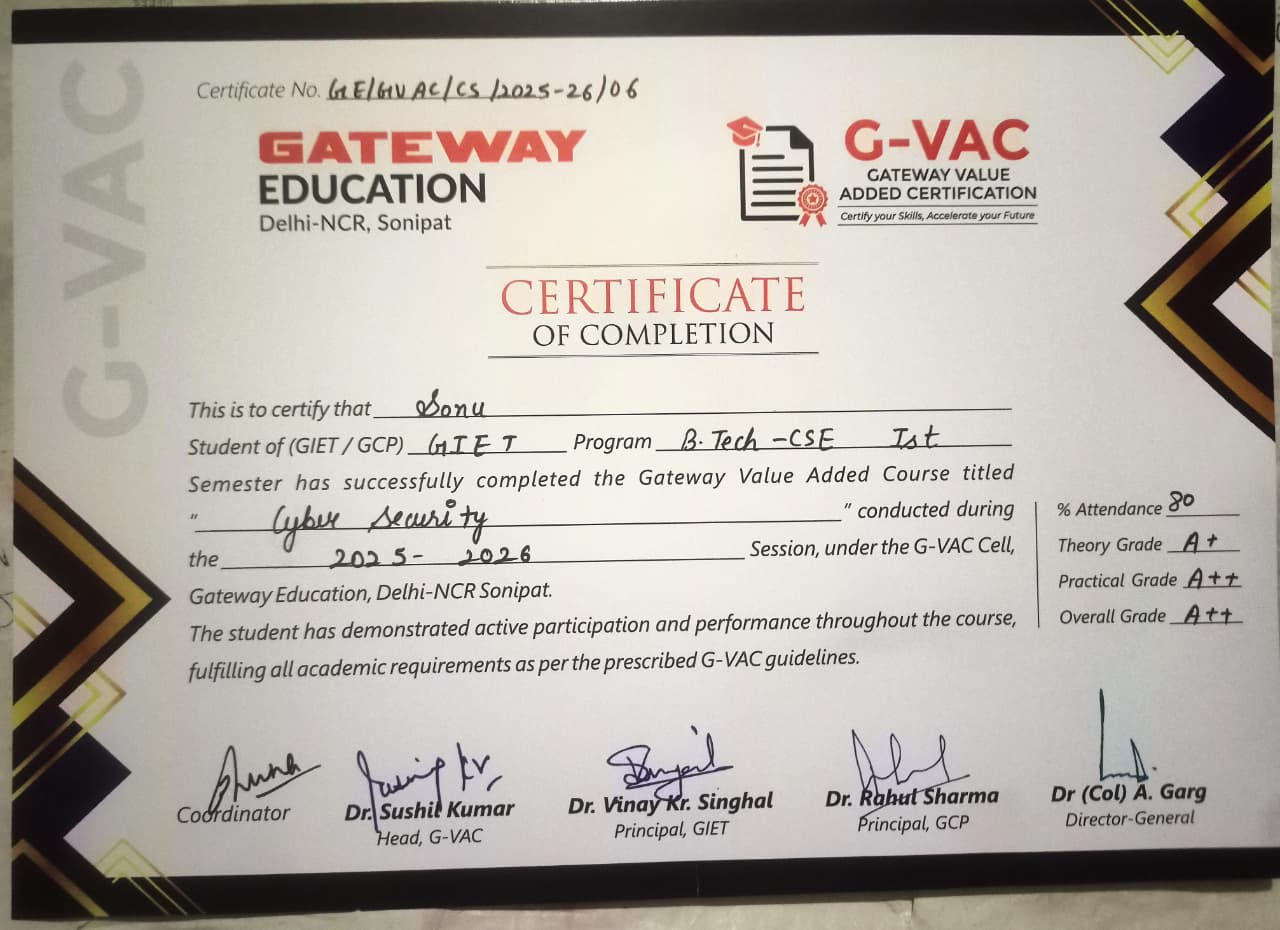 G-VAC
Certificate No. GE/GVAC/CS/2025-26/06
GATEWAY
EDUCATION
Delhi-NCR, Sonipat
G-VAC
GATEWAY VALUE
ADDED CERTIFICATION
Certify your Skills, Accelerate your Future
CERTIFICATE
OF COMPLETION
This is to certify that Sonu
Student of (GIET / GCP) GIET Program B.Tech -CSE Ist
Semester has successfully completed the Gateway Value Added Course titled
" Cyber Security " conducted during
the 2025- 2026 Session, under the G-VAC Cell,
Gateway Education, Delhi-NCR Sonipat.
The student has demonstrated active participation and performance throughout the course,
fulfilling all academic requirements as per the prescribed G-VAC guidelines.
% Attendance 80
Theory Grade A+
Practical Grade A++
Overall Grade A++
Coordinator
Dr. Sushil Kumar
Head, G-VAC
Dr. Vinay Kr. Singhal
Principal, GIET
Dr. Rahul Sharma
Principal, GCP
Dr (Col) A. Garg
Director-General